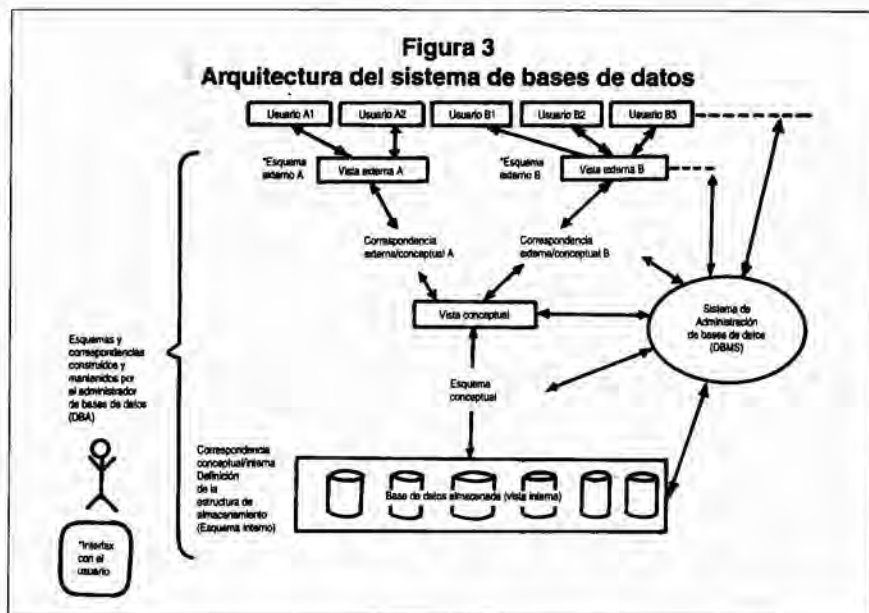 Figura 3
Arquitectura del sistema de bases de datos
Usuario A1
Usuario A2
Usuario B1
Usuario B2
Usuario B3
*Esquema
externo A
Vista externa A
*Esquema
externo B
Vista externa B
Correspondencia
externa/conceptual A
Correspondencia
externa/conceptual B
Vista conceptual
Sistema de
Administración
de bases de datos
(DBMS)
Esquemas y
correspondencias
construidos y
mantenidos por
el administrador
de bases de datos
(DBA)
Esquema
conceptual
Correspondencia
conceptual/interna
Definición
de la
estructura de
almacenamiento
(Esquema interno)
Base de datos almacenada (vista interna)
*Interfax
con el
usuario